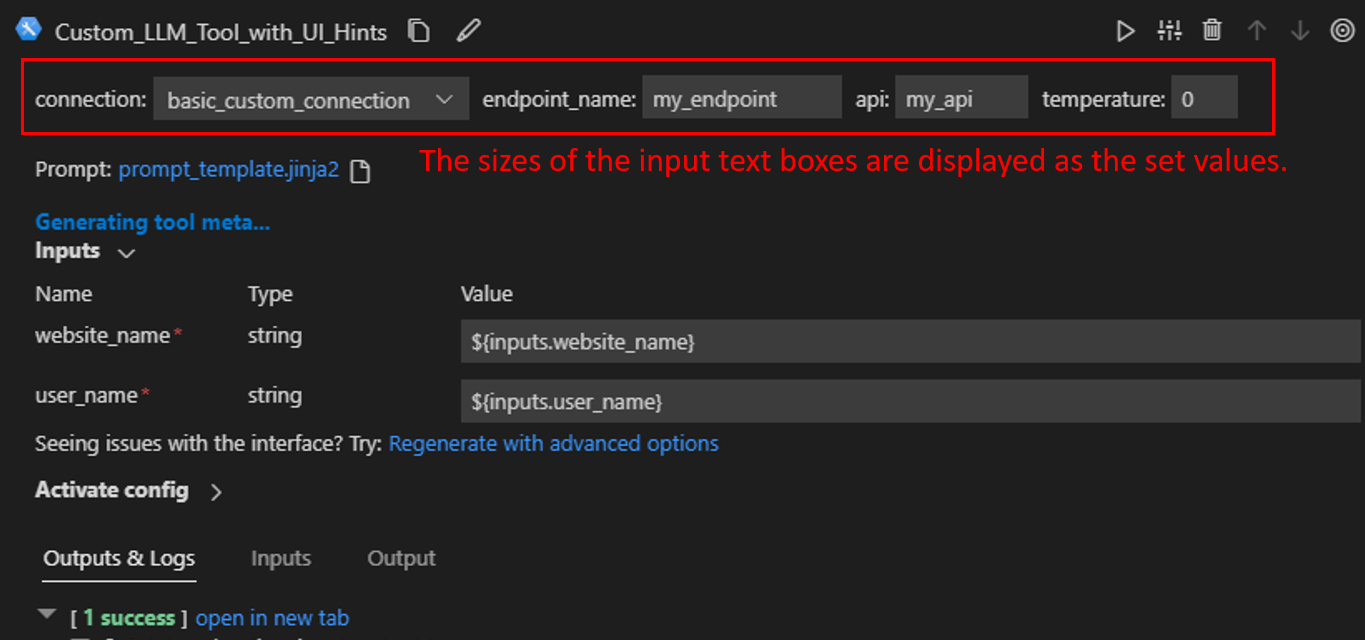 Custom_LLM_Tool_with_UI_Hints
connection: basic_custom_connection endpoint_name: my_endpoint api: my_api temperature: 0
Prompt: prompt_template.jinja2 The sizes of the input text boxes are displayed as the set values.
Generating tool meta...
Inputs
Name Type Value
website_name* string ${inputs.website_name}
user_name* string ${inputs.user_name}
Seeing issues with the interface? Try: Regenerate with advanced options
Activate config
Outputs & Logs Inputs Output
[ 1 success ] open in new tab